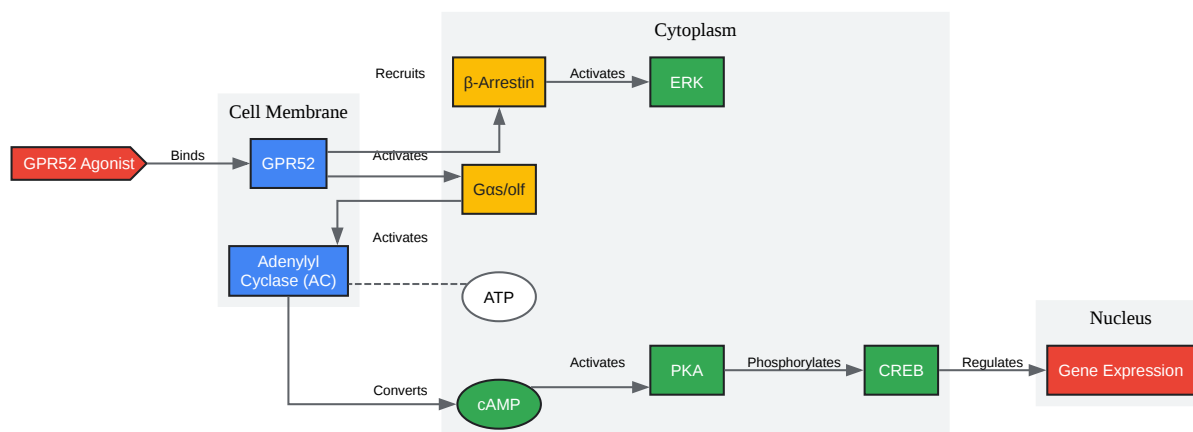 Cytoplasm
Recruits
β-Arrestin
Activates
ERK
Cell Membrane
GPR52 Agonist
Binds
GPR52
Activates
Gαs/olf
Activates
Adenylyl
Cyclase (AC)
ATP
Nucleus
Converts
cAMP
Activates
PKA
Phosphorylates
CREB
Regulates
Gene Expression